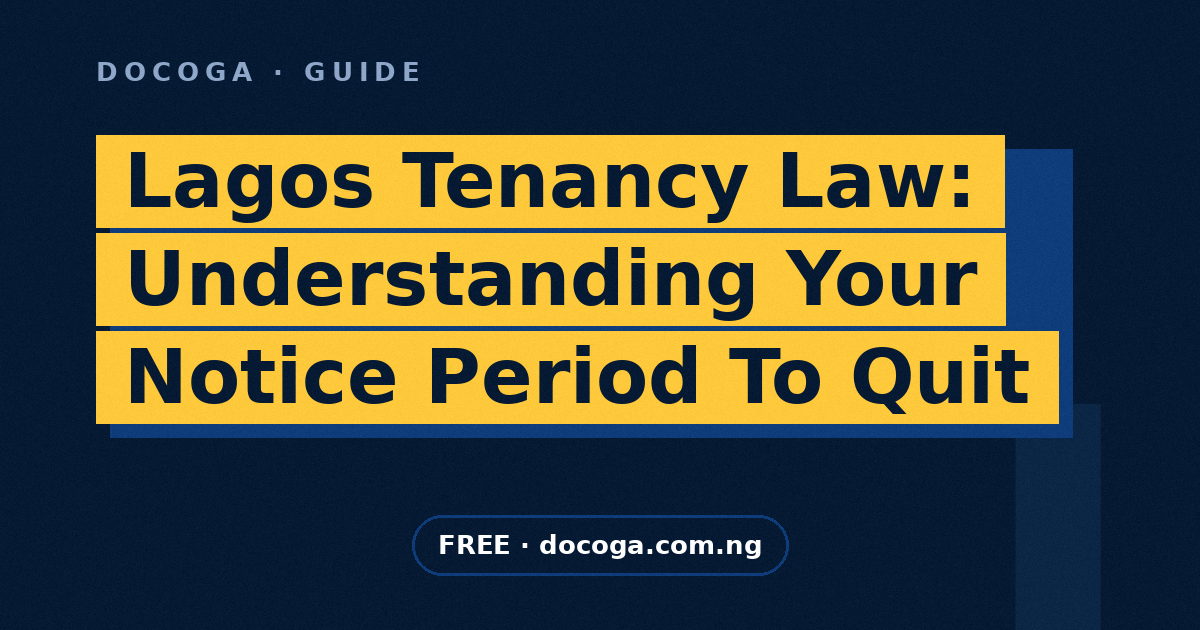 DOCOGA · GUIDE
Lagos Tenancy Law:
Understanding Your
Notice Period To Quit
FREE · docoga.com.ng